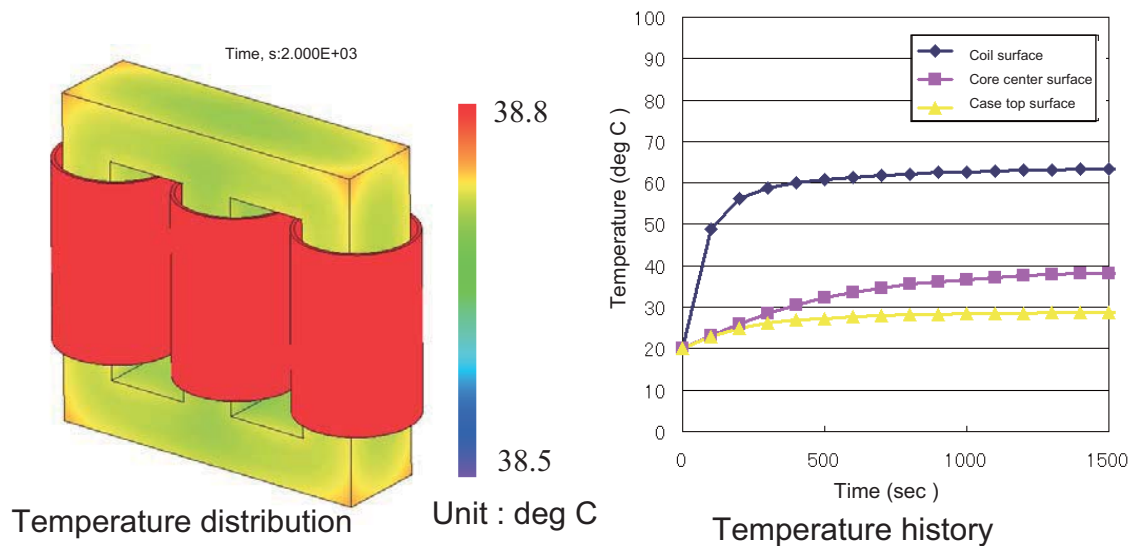 Time, s:2.000E+03
38.8
38.5
Unit : deg C
Temperature distribution
100
90
80
70
60
50
40
30
20
10
0
Temperature (deg C )
Coil surface
Core center surface
Case top surface
0
500
1000
1500
Time (sec )
Temperature history